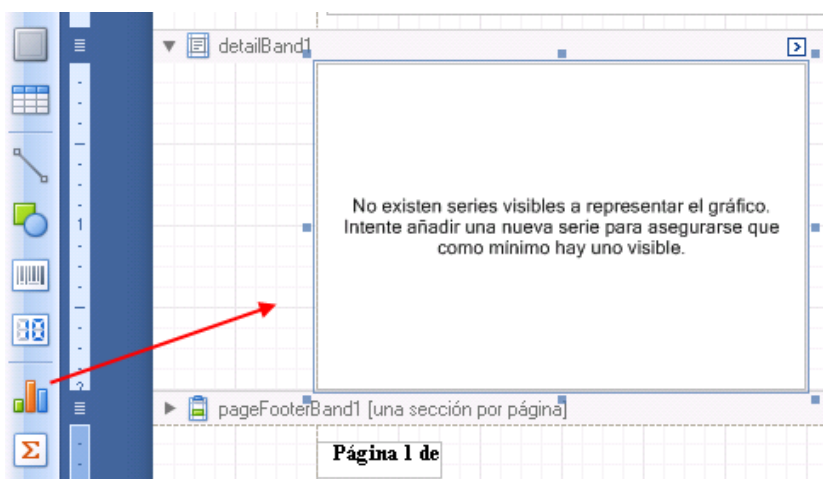 detailBand1
No existen series visibles a representar el gráfico.
Intente añadir una nueva serie para asegurarse que
como mínimo hay uno visible.
1
2
pageFooterBand1 [una sección por página]
Página 1 de
Σ